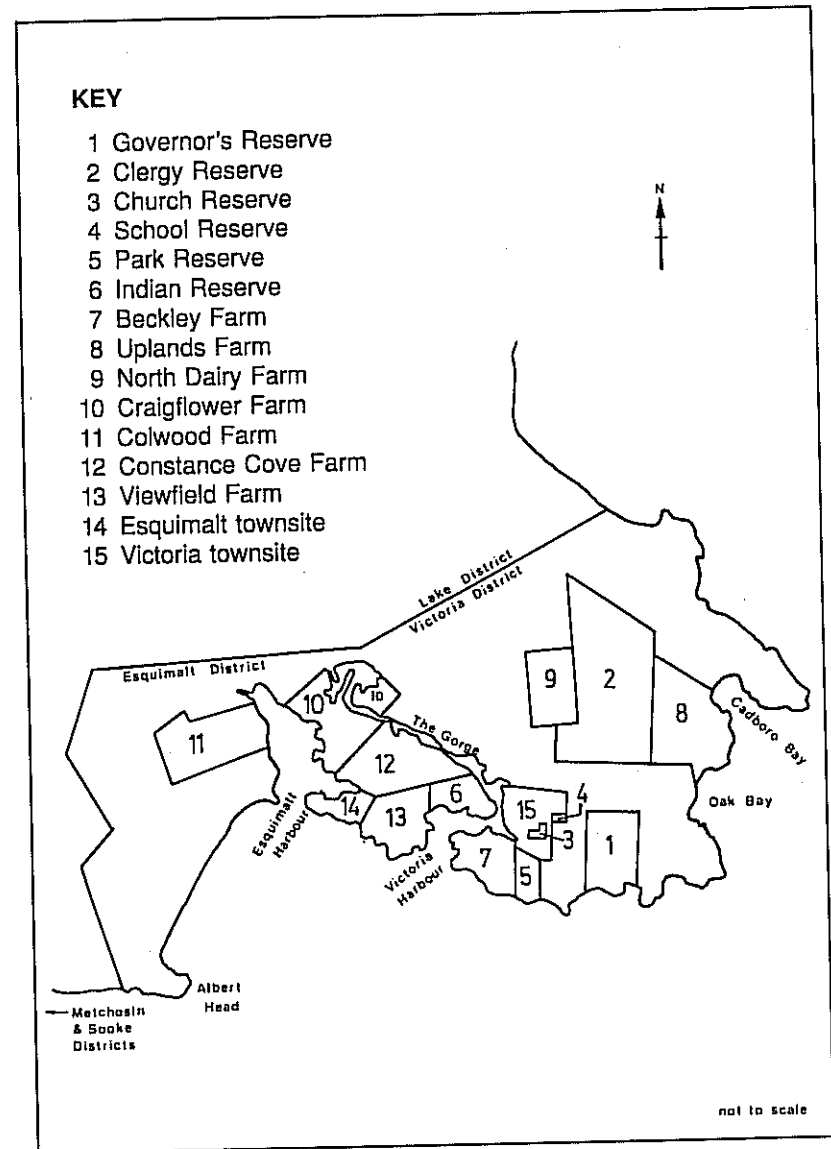 KEY
1 Governor's Reserve
2 Clergy Reserve
3 Church Reserve
4 School Reserve
5 Park Reserve
6 Indian Reserve
7 Beckley Farm
8 Uplands Farm
9 North Dairy Farm
10 Craigflower Farm
11 Colwood Farm
12 Constance Cove Farm
13 Viewfield Farm
14 Esquimalt townsite
15 Victoria townsite
N
Lake District
Victoria District
Esquimalt District
10
10
9
2
8
Cadboro Bay
11
The Gorge
12
Esquimalt
Harbour
14
13
6
15
4
3
Oak Bay
1
Victoria
Harbour
7
5
Albert
Head
Metchosin
& Sooke
Districts
not to scale